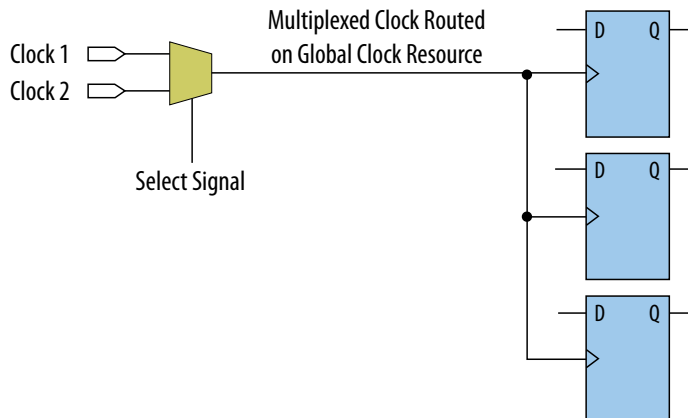 Multiplexed Clock Routed
on Global Clock Resource
Clock 1
Clock 2
Select Signal
D Q
D Q
D Q